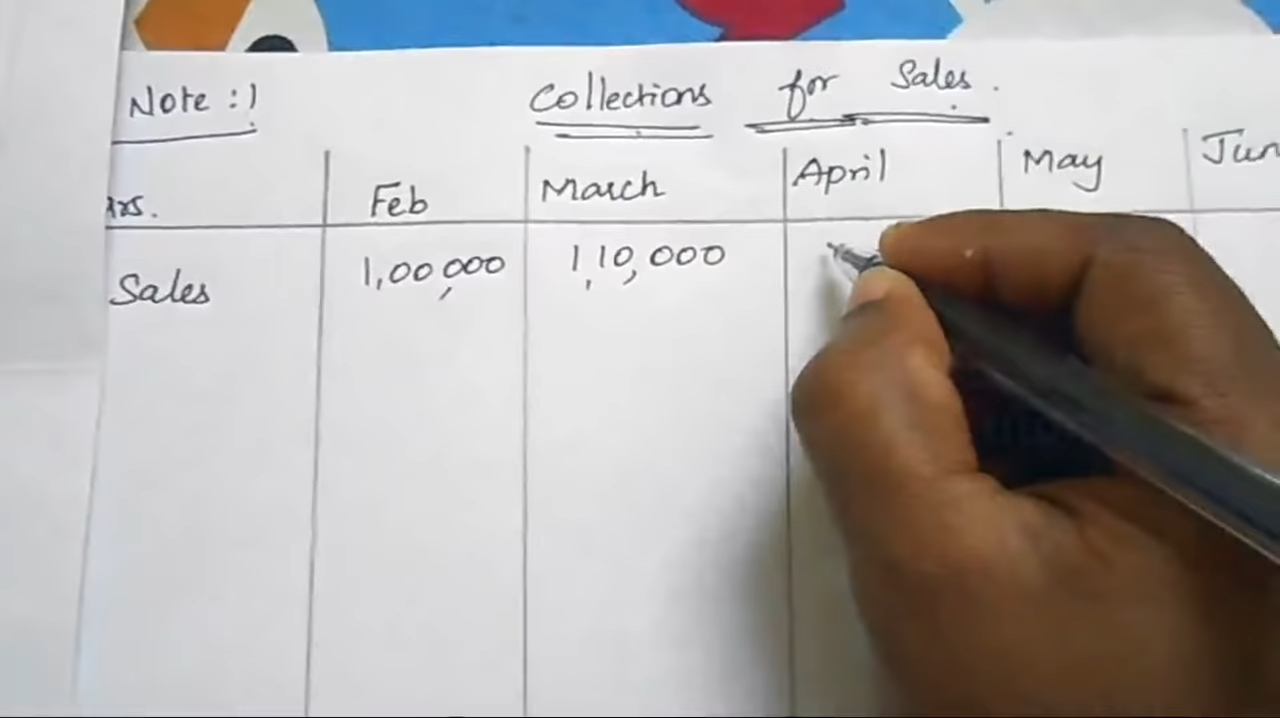 Note : 1 Collections for Sales.
Feb March April May
Sales 1,00,000 1,10,000